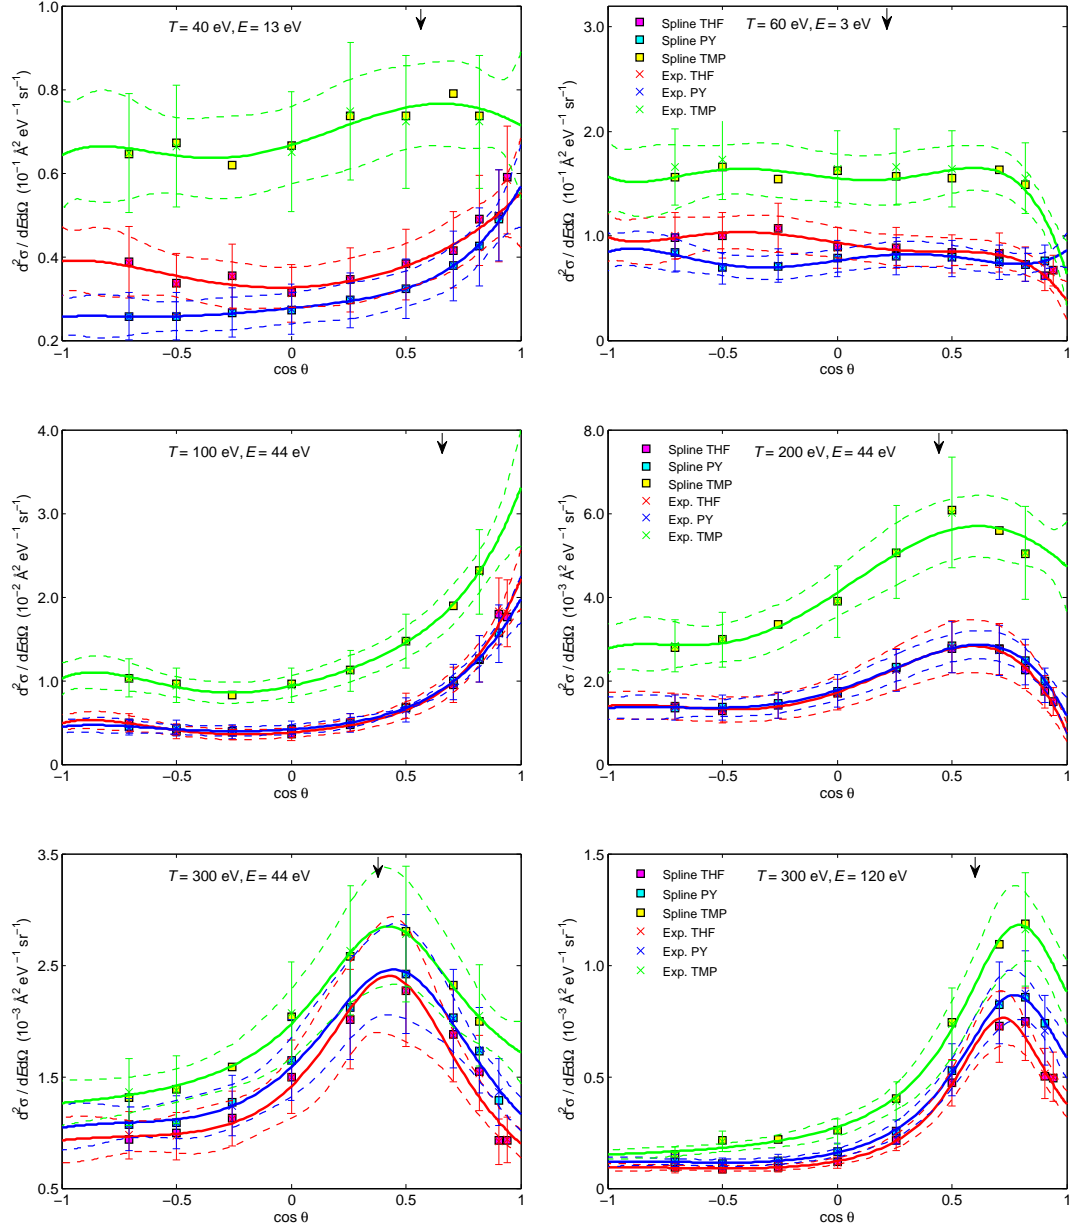 T = 40 eV, E = 13 eV
1.0
0.8
0.6
0.4
0.2
−1
−0.5
0
0.5
1
cos θ
d²σ / dEdΩ (10⁻¹ Å² eV⁻¹ sr⁻¹)
T = 60 eV, E = 3 eV
Spline THF
Spline PY
Spline TMP
Exp. THF
Exp. PY
Exp. TMP
3.0
2.0
1.0
0
−1
−0.5
0
0.5
1
cos θ
d²σ / dEdΩ (10⁻¹ Å² eV⁻¹ sr⁻¹)
T = 100 eV, E = 44 eV
4.0
3.0
2.0
1.0
0
−1
−0.5
0
0.5
1
cos θ
d²σ / dEdΩ (10⁻² Å² eV⁻¹ sr⁻¹)
T = 200 eV, E = 44 eV
Spline THF
Spline PY
Spline TMP
Exp. THF
Exp. PY
Exp. TMP
8.0
6.0
4.0
2.0
0
−1
−0.5
0
0.5
1
cos θ
d²σ / dEdΩ (10⁻³ Å² eV⁻¹ sr⁻¹)
T = 300 eV, E = 44 eV
3.5
2.5
1.5
0.5
−1
−0.5
0
0.5
1
cos θ
d²σ / dEdΩ (10⁻³ Å² eV⁻¹ sr⁻¹)
T = 300 eV, E = 120 eV
Spline THF
Spline PY
Spline TMP
Exp. THF
Exp. PY
Exp. TMP
1.5
1
0.5
0
−1
−0.5
0
0.5
1
cos θ
d²σ / dEdΩ (10⁻³ Å² eV⁻¹ sr⁻¹)